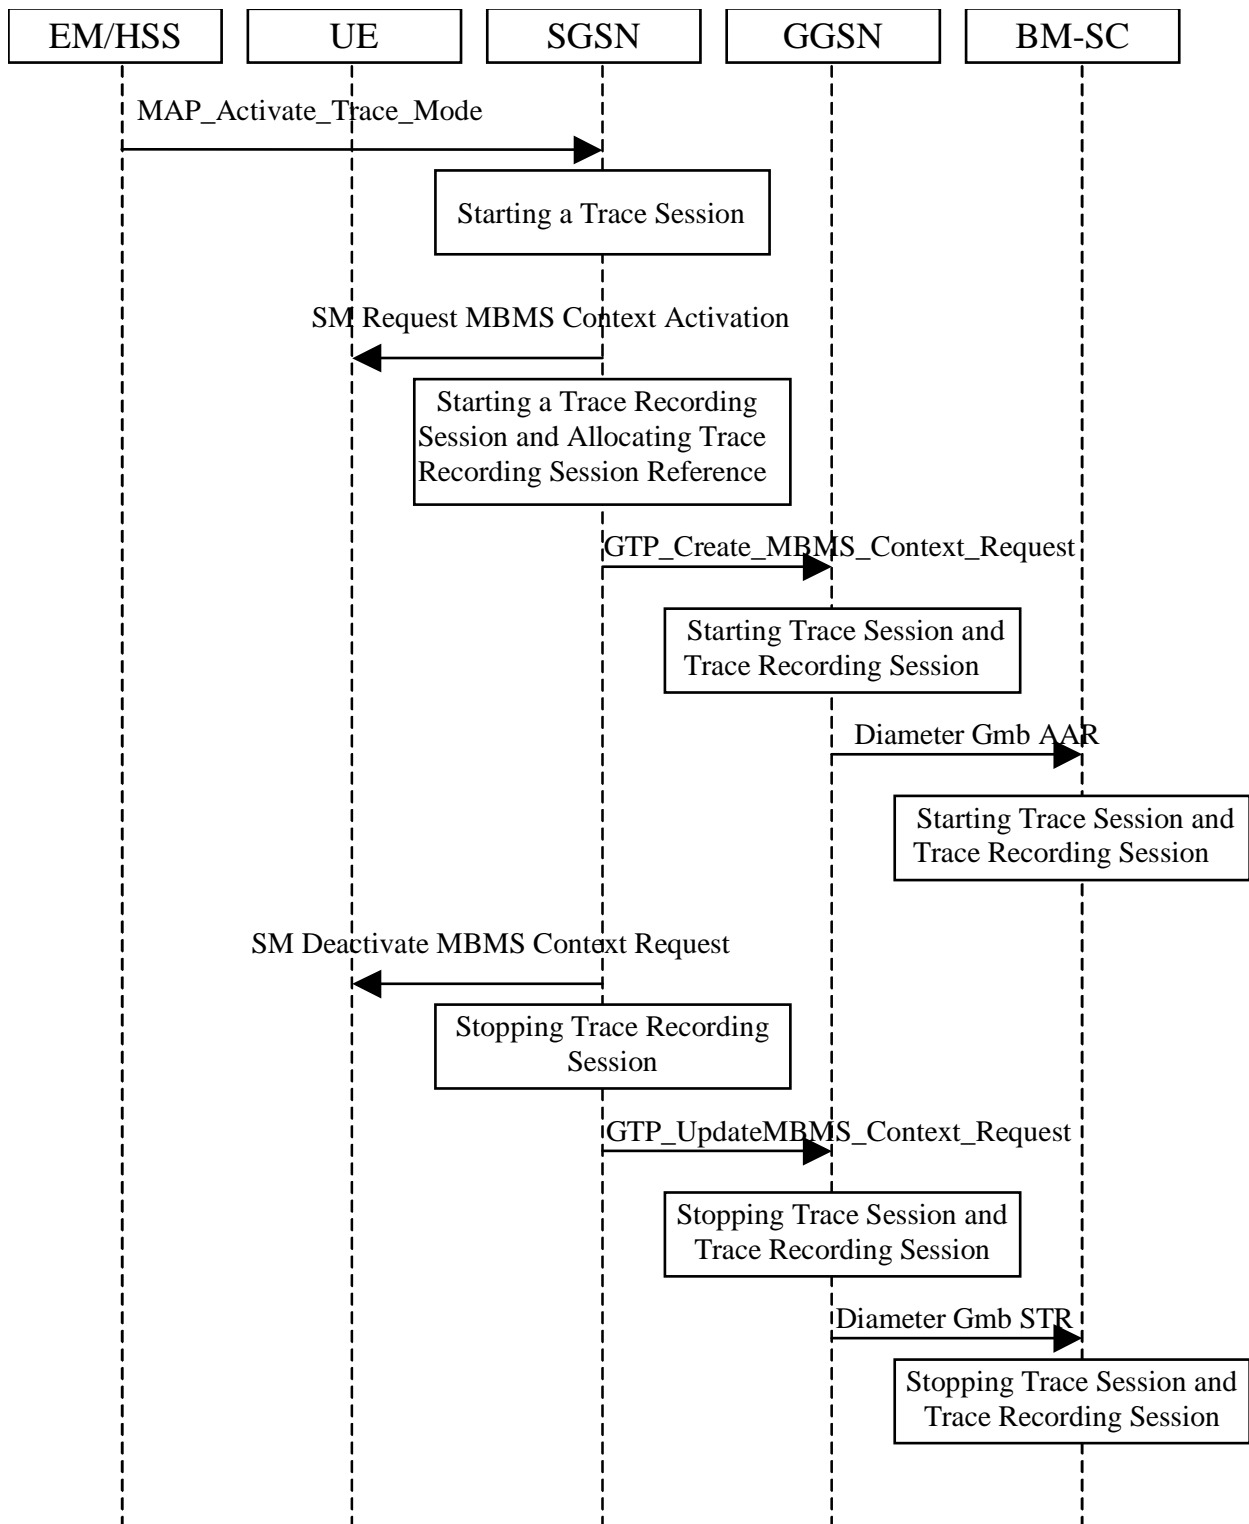 EM/HSS
UE
SGSN
GGSN
BM-SC
MAP_Activate_Trace_Mode
Starting a Trace Session
SM Request MBMS Context Activation
Starting a Trace Recording
Session and Allocating Trace
Recording Session Reference
GTP_Create_MBMS_Context_Request
Starting Trace Session and
Trace Recording Session
Diameter Gmb AAR
Starting Trace Session and
Trace Recording Session
SM Deactivate MBMS Context Request
Stopping Trace Recording
Session
GTP_UpdateMBMS_Context_Request
Stopping Trace Session and
Trace Recording Session
Diameter Gmb STR
Stopping Trace Session and
Trace Recording Session